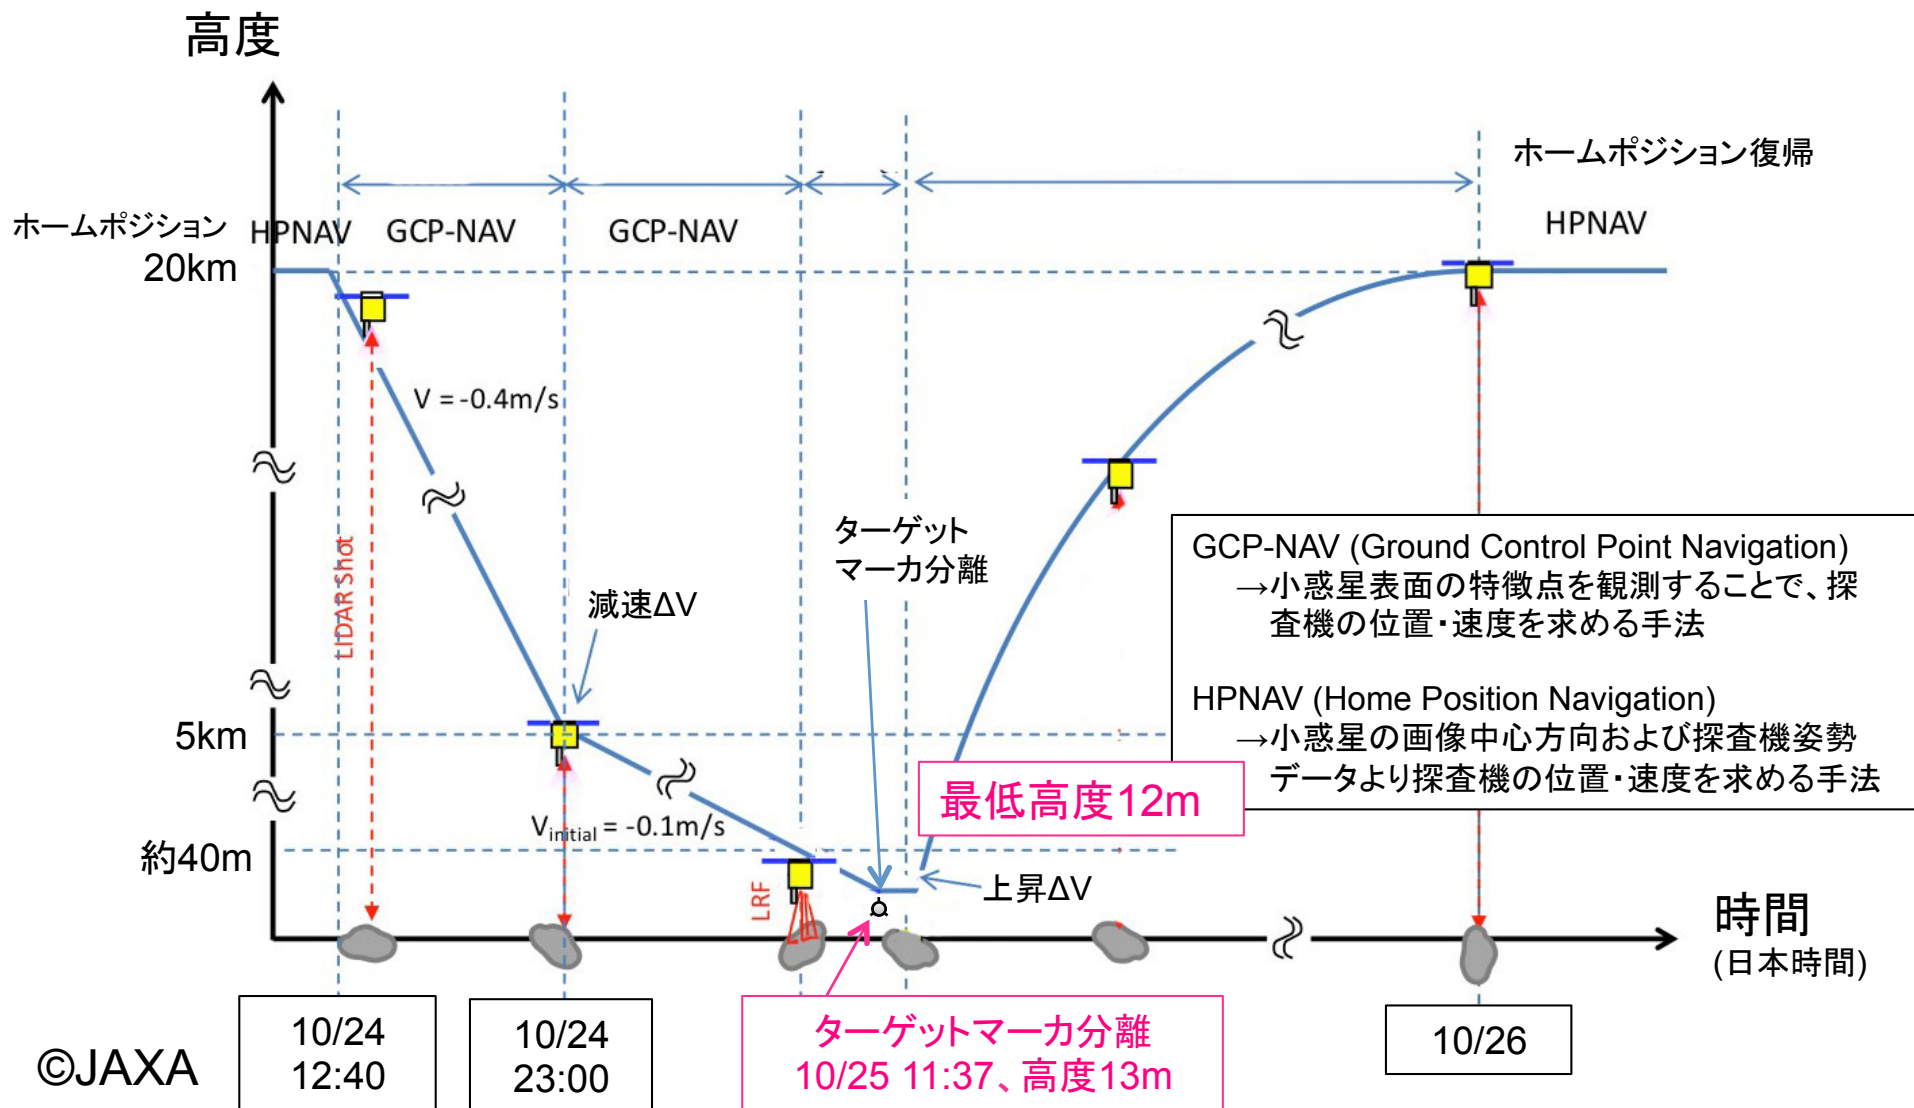 高度
ホームポジション復帰
ホームポジション
20km
HPNAV
GCP-NAV
GCP-NAV
HPNAV
V = -0.4m/s
LIDAR Shot
ターゲット
マーカ分離
減速ΔV
GCP-NAV (Ground Control Point Navigation)
→小惑星表面の特徴点を観測することで、探
査機の位置・速度を求める手法
HPNAV (Home Position Navigation)
→小惑星の画像中心方向および探査機姿勢
データより探査機の位置・速度を求める手法
5km
最低高度12m
Vinitial = -0.1m/s
約40m
LRF
上昇ΔV
時間
(日本時間)
10/24
12:40
10/24
23:00
ターゲットマーカ分離
10/25 11:37、高度13m
10/26
©JAXA